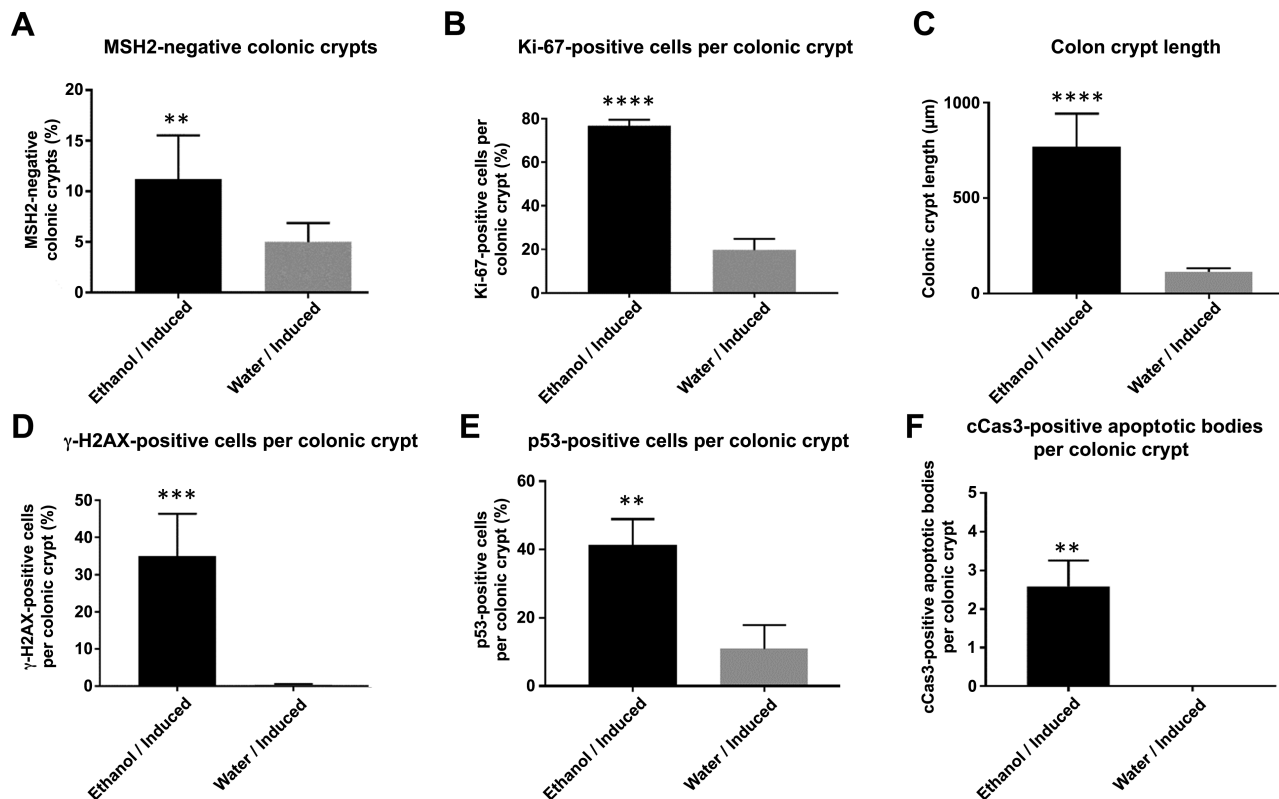 A
MSH2-negative colonic crypts
MSH2-negative
colonic crypts (%)
20
15
10
5
0
**
Ethanol / Induced
Water / Induced
B
Ki-67-positive cells per colonic crypt
Ki-67-positive cells per
colonic crypt (%)
80
60
40
20
0
****
Ethanol / Induced
Water / Induced
C
Colon crypt length
Colonic crypt length (µm)
1000
500
0
****
Ethanol / Induced
Water / Induced
D
γ-H2AX-positive cells per colonic crypt
γ-H2AX-positive cells
per colonic crypt (%)
50
40
30
20
10
0
***
Ethanol / Induced
Water / Induced
E
p53-positive cells per colonic crypt
p53-positive cells
per colonic crypt (%)
60
40
20
0
**
Ethanol / Induced
Water / Induced
F
cCas3-positive apoptotic bodies
per colonic crypt
cCas3-positive apoptotic bodies
per colonic crypt
5
4
3
2
1
0
**
Ethanol / Induced
Water / Induced